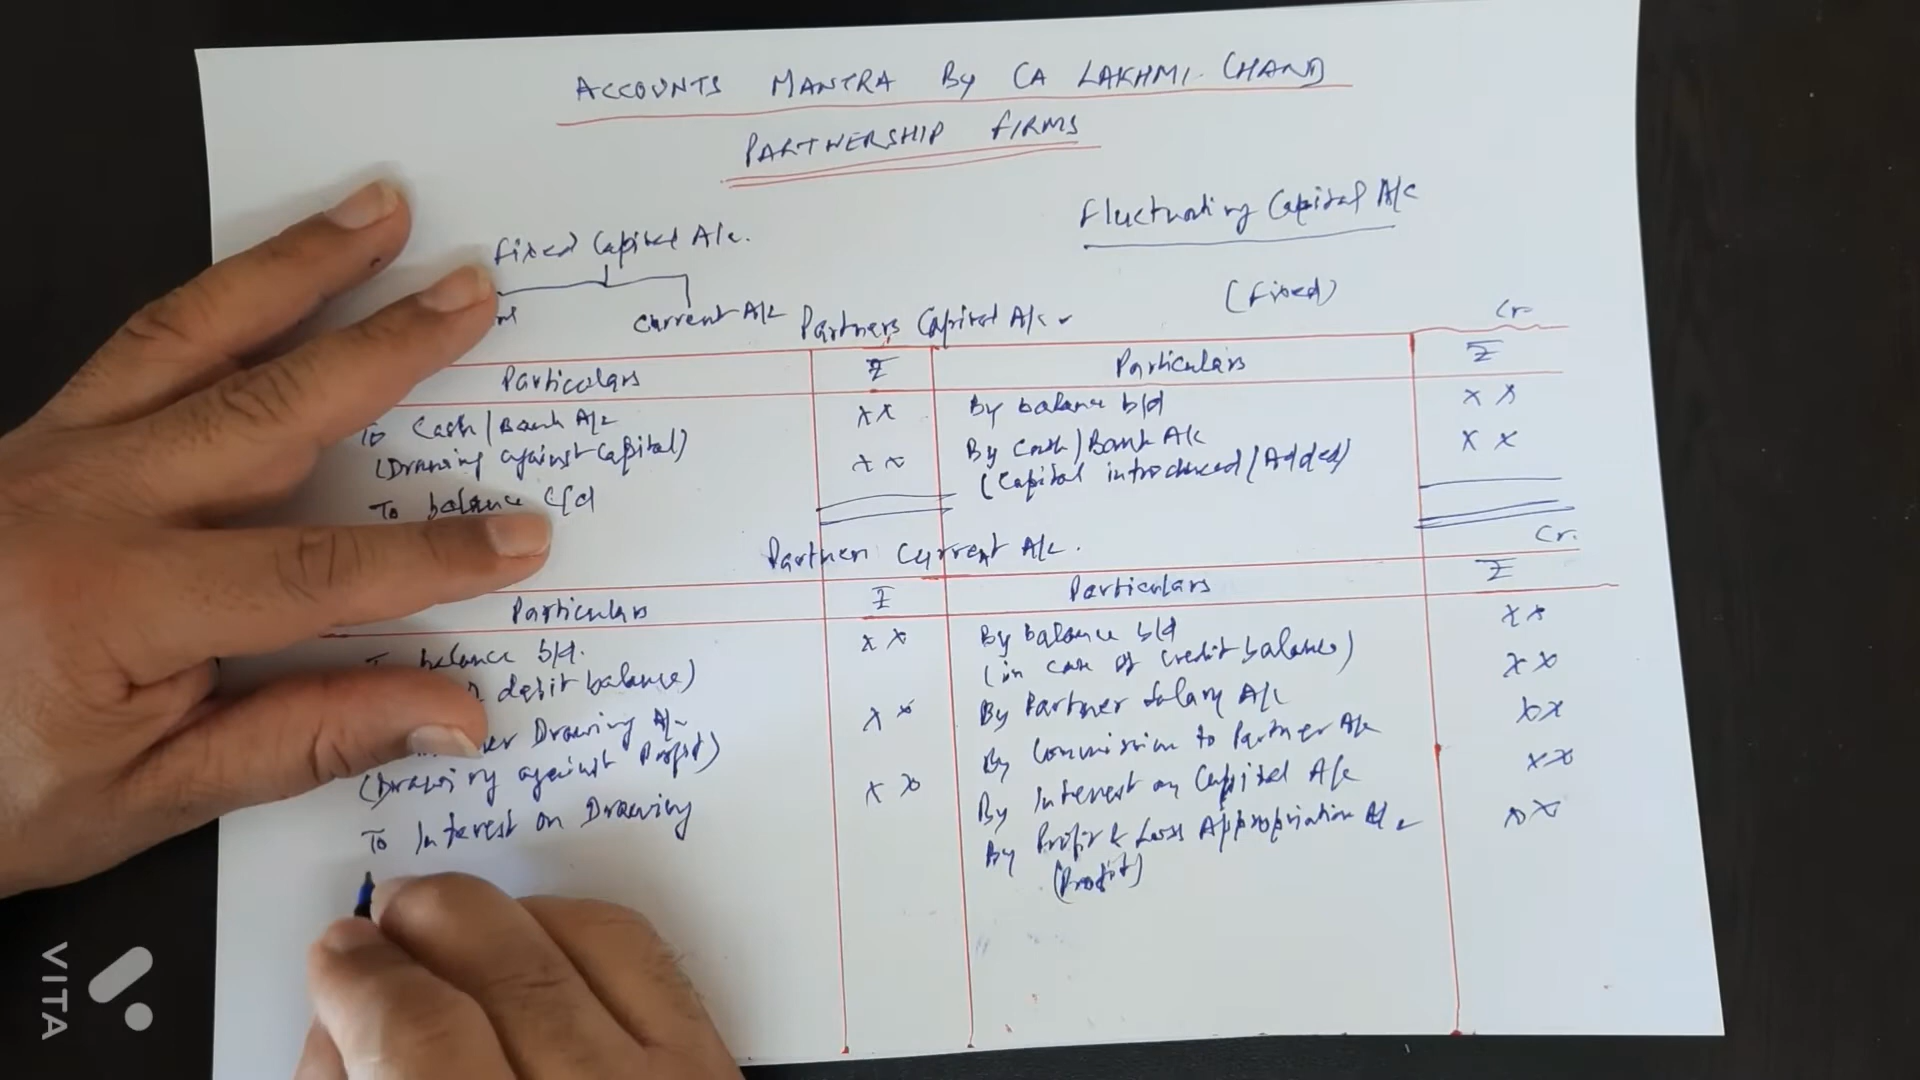 ACCOUNTS MANTRA By CA LAKHMI CHAND
PARTNERSHIP FIRMS
Fixed Capital A/c.
Fluctuating Capital A/c
Current A/c
Partners Capital A/c
(Fixed)
Cr.
Particulars ₹ Particulars ₹
To Cash/Bank A/c xx By balance b/d xx
(Drawing against Capital) xx By Cash/Bank A/c xx
To balance c/d (Capital introduced/Added)
Partner Current A/c.
Cr.
Particulars ₹ Particulars ₹
balance b/d. xx By balance b/d xx
debit balance) (in case of credit balance) xx
Drawing A/c xx By Partner Salary A/c bx
(Drawing against Profit) By Commission to Partner A/c xx
To Interest on Drawing xx By Interest on Capital A/c xx
By Profit & Loss Appropriation A/c
(Profit)
VITA